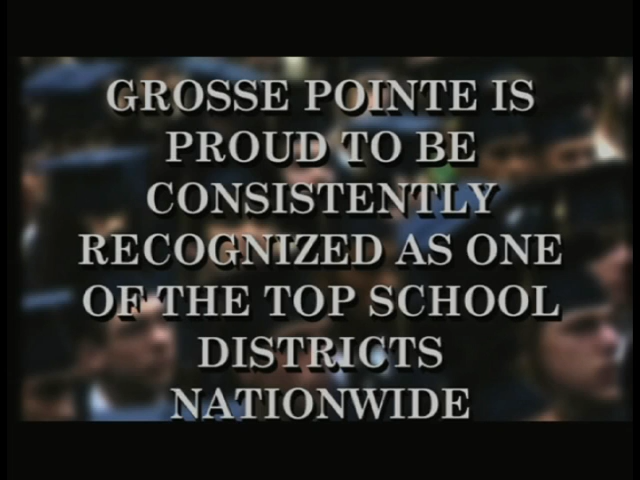 GROSSE POINTE IS
PROUD TO BE
CONSISTENTLY
RECOGNIZED AS ONE
OF THE TOP SCHOOL
DISTRICTS
NATIONWIDE